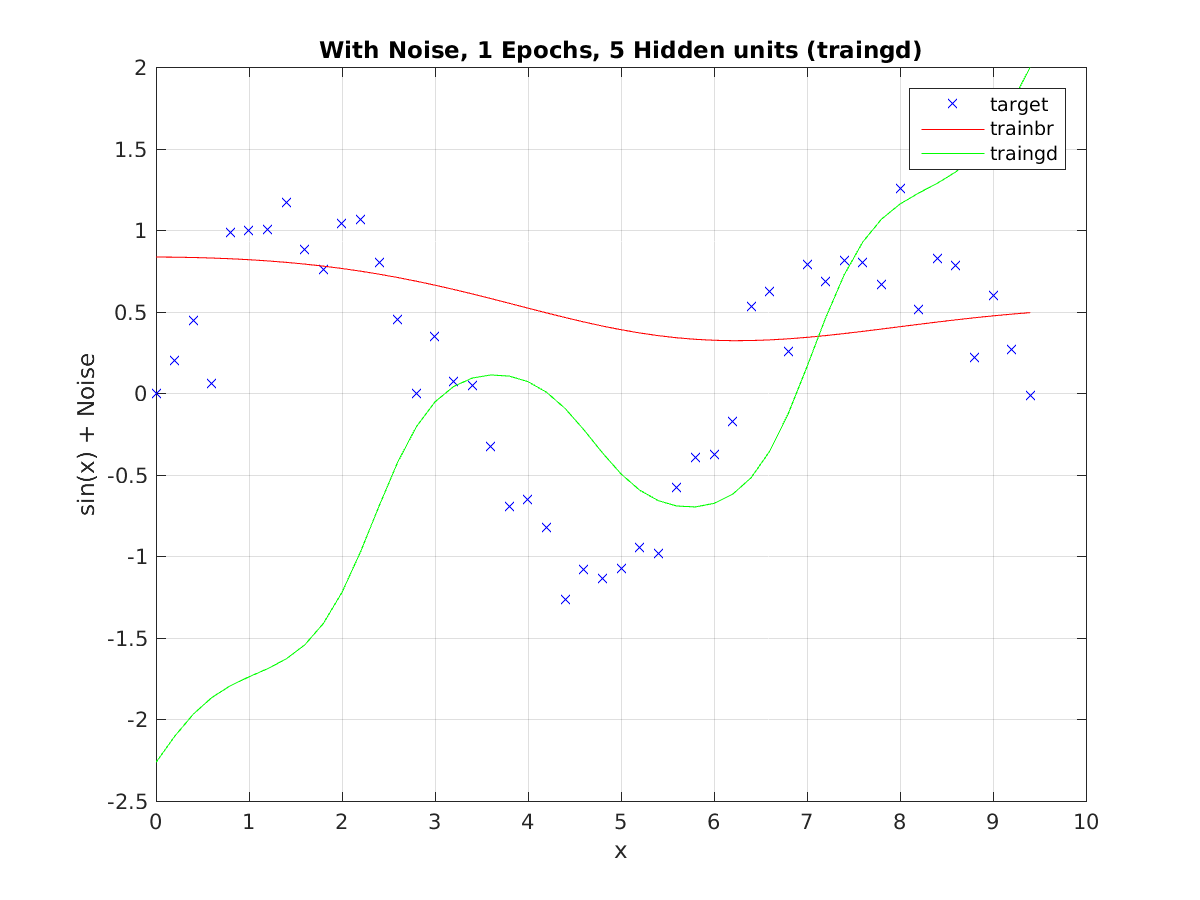 With Noise, 1 Epochs, 5 Hidden units (traingd)
2
1.5
1
0.5
0
-0.5
-1
-1.5
-2
-2.5
sin(x) + Noise
target
trainbr
traingd
0 1 2 3 4 5 6 7 8 9 10
x